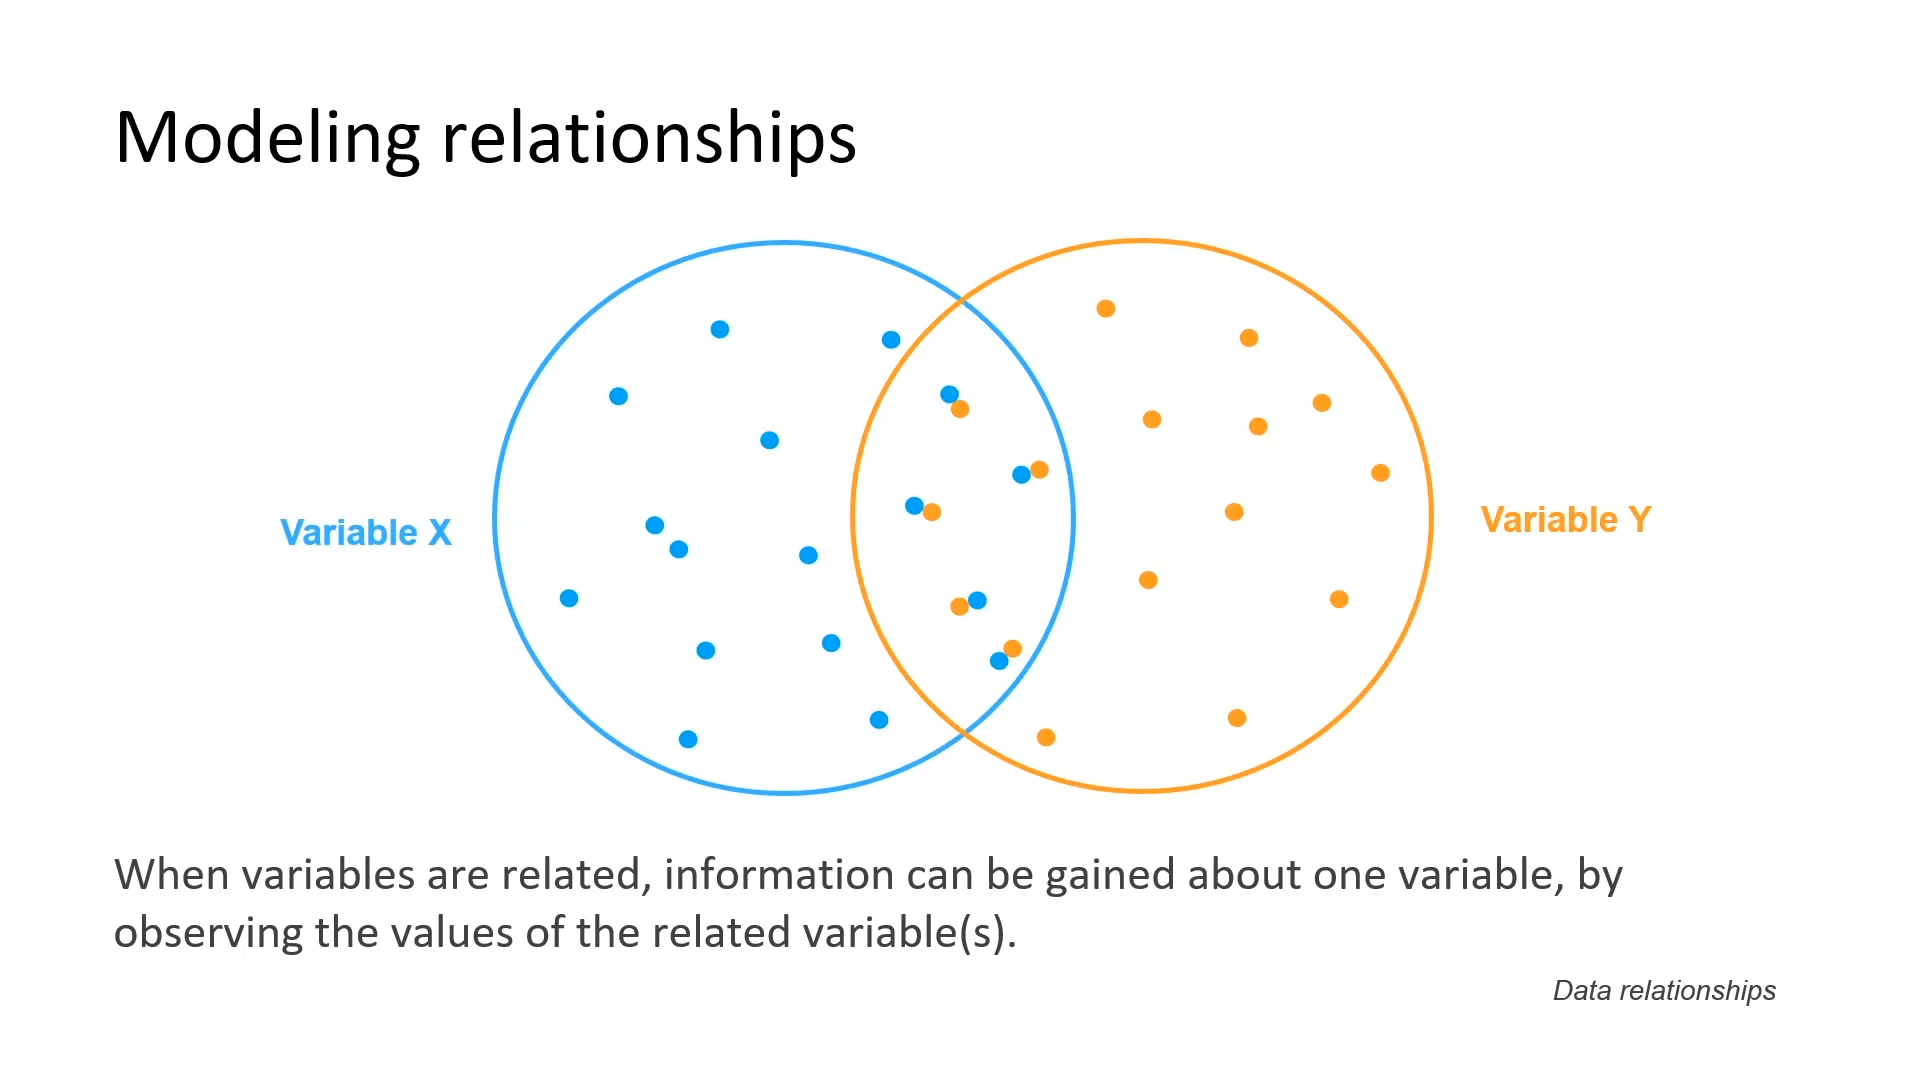 Modeling relationships
Variable X
Variable Y
When variables are related, information can be gained about one variable, by
observing the values of the related variable(s).
Data relationships